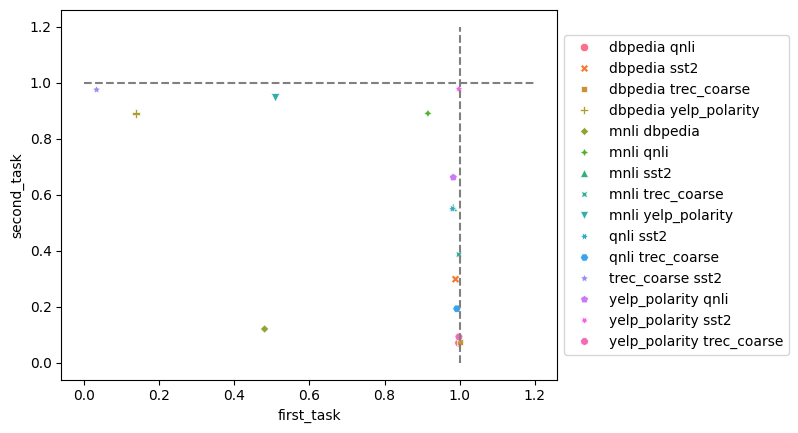 1.2
1.0
0.8
0.6
0.4
0.2
0.0
second_task
0.0 0.2 0.4 0.6 0.8 1.0 1.2
first_task
dbpedia qnli
dbpedia sst2
dbpedia trec_coarse
dbpedia yelp_polarity
mnli dbpedia
mnli qnli
mnli sst2
mnli trec_coarse
mnli yelp_polarity
qnli sst2
qnli trec_coarse
trec_coarse sst2
yelp_polarity qnli
yelp_polarity sst2
yelp_polarity trec_coarse